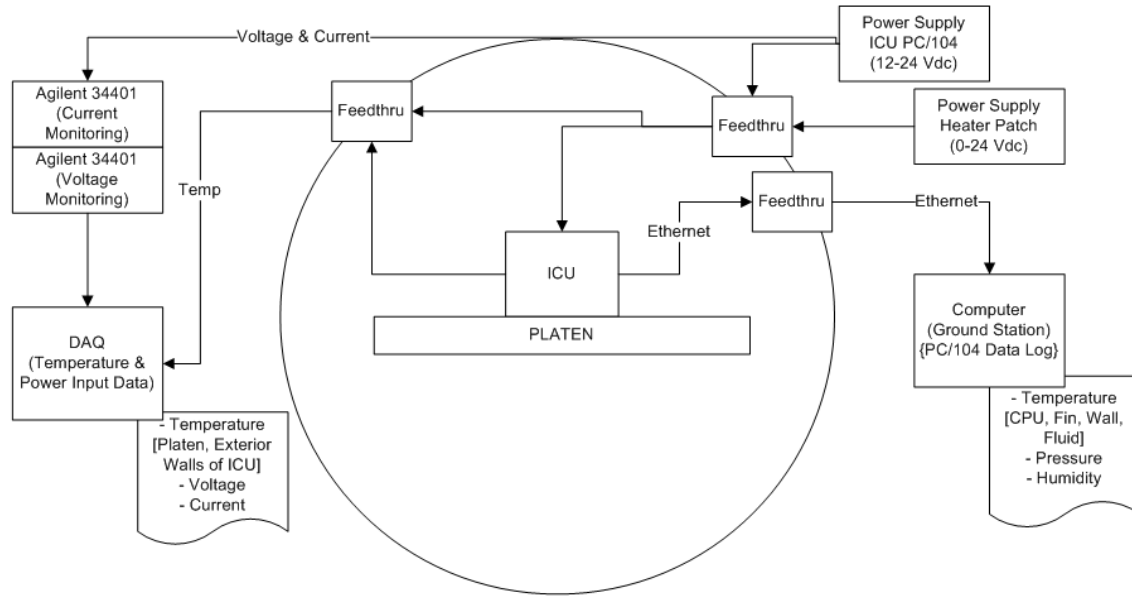 Voltage & Current
Power Supply
ICU PC/104
(12-24 Vdc)
Agilent 34401
(Current
Monitoring)
Agilent 34401
(Voltage
Monitoring)
Feedthru
Feedthru
Power Supply
Heater Patch
(0-24 Vdc)
Temp
Feedthru
Ethernet
Ethernet
ICU
PLATEN
DAQ
(Temperature &
Power Input Data)
Computer
(Ground Station)
{PC/104 Data Log}
- Temperature
[Platen, Exterior
Walls of ICU]
- Voltage
- Current
- Temperature
[CPU, Fin, Wall,
Fluid]
- Pressure
- Humidity